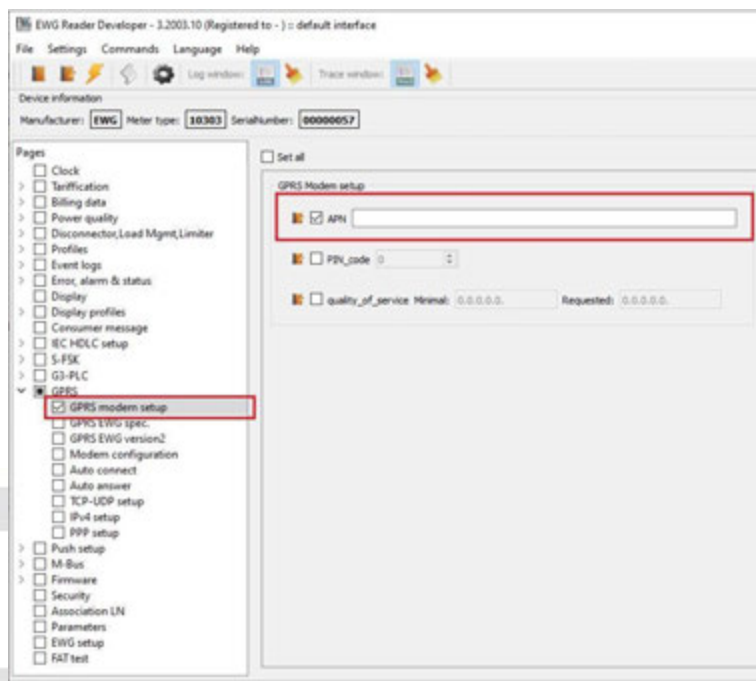 EWG Reader Developer - 3.2003.10 (Registered to - ) :: default interface
File Settings Commands Language Help
Log window: Trace window:
Device information
Manufacturer: EWG Meter type: 10303 SerialNumber: 00000057
Pages
Clock
Tariffication
Billing data
Power quality
Disconnector,Load Mgmt,Limiter
Profiles
Event logs
Error, alarm & status
Display
Display profiles
Consumer message
IEC HDLC setup
S-FSK
G3-PLC
GPRS
GPRS modem setup
GPRS EWG spec.
GPRS EWG version2
Modem configuration
Auto connect
Auto answer
TCP-UDP setup
IPv4 setup
PPP setup
Push setup
M-Bus
Firmware
Security
Association LN
Parameters
EWG setup
FAT test
Set all
GPRS Modem setup
APN
PIN_code 0
quality_of_service Minimal: 0.0.0.0.0. Requested: 0.0.0.0.0.